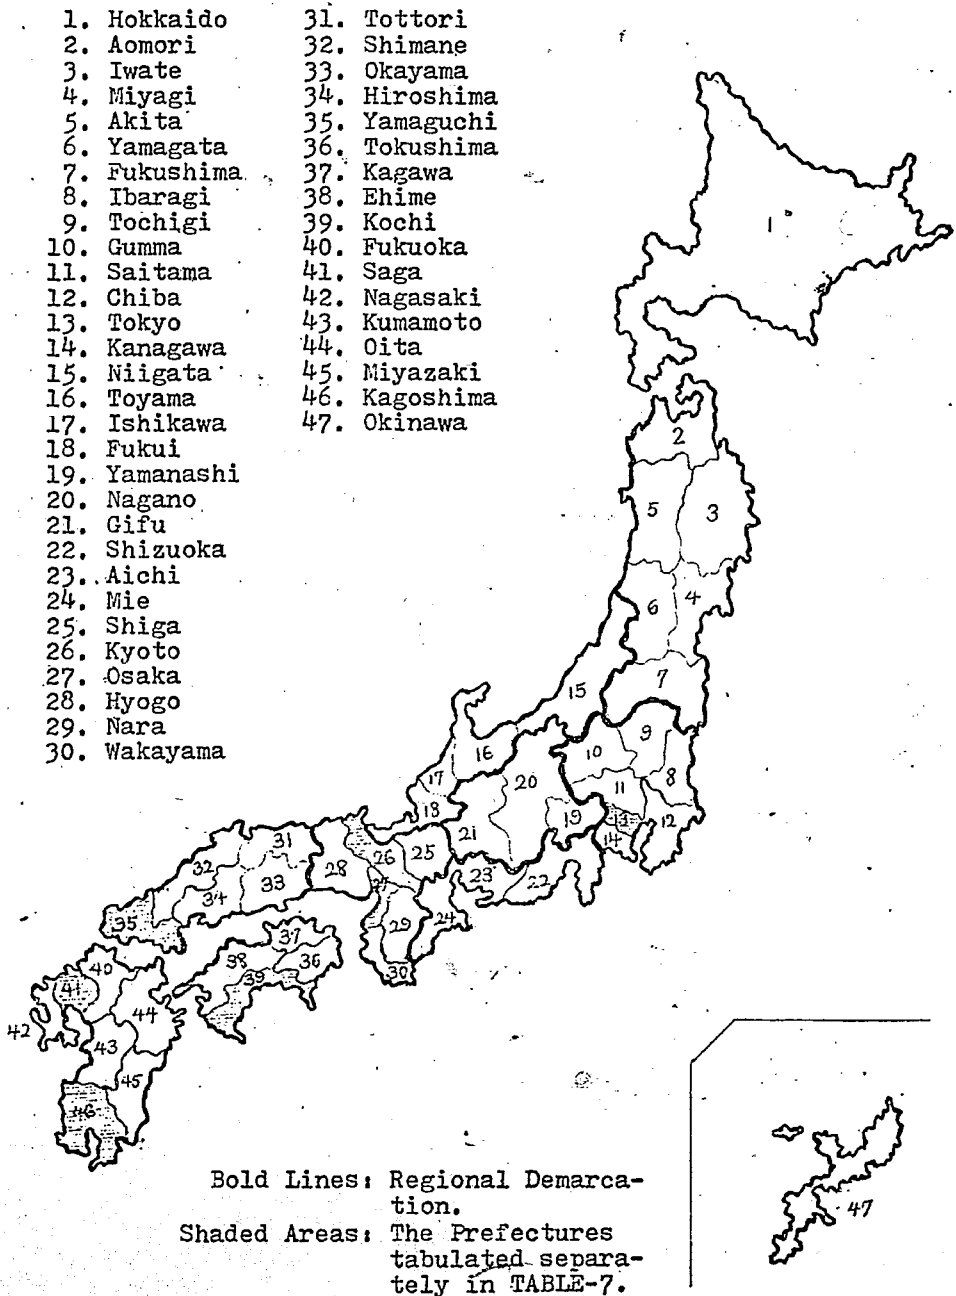 1. Hokkaido
2. Aomori
3. Iwate
4. Miyagi
5. Akita
6. Yamagata
7. Fukushima
8. Ibaragi
9. Tochigi
10. Gumma
11. Saitama
12. Chiba
13. Tokyo
14. Kanagawa
15. Niigata
16. Toyama
17. Ishikawa
18. Fukui
19. Yamanashi
20. Nagano
21. Gifu
22. Shizuoka
23. Aichi
24. Mie
25. Shiga
26. Kyoto
27. Osaka
28. Hyogo
29. Nara
30. Wakayama
31. Tottori
32. Shimane
33. Okayama
34. Hiroshima
35. Yamaguchi
36. Tokushima
37. Kagawa
38. Ehime
39. Kochi
40. Fukuoka
41. Saga
42. Nagasaki
43. Kumamoto
44. Oita
45. Miyazaki
46. Kagoshima
47. Okinawa
1
2
5
3
6
4
7
15
9
10
16
8
17
20
11
18
19
13
12
21
14
31
26
25
32
28
23
22
33
27
34
29
24
35
37
38
36
40
39
30
41
44
42
43
45
46
47
Bold Lines: Regional Demarca-
tion.
Shaded Areas: The Prefectures
tabulated separa-
tely in TABLE-7.